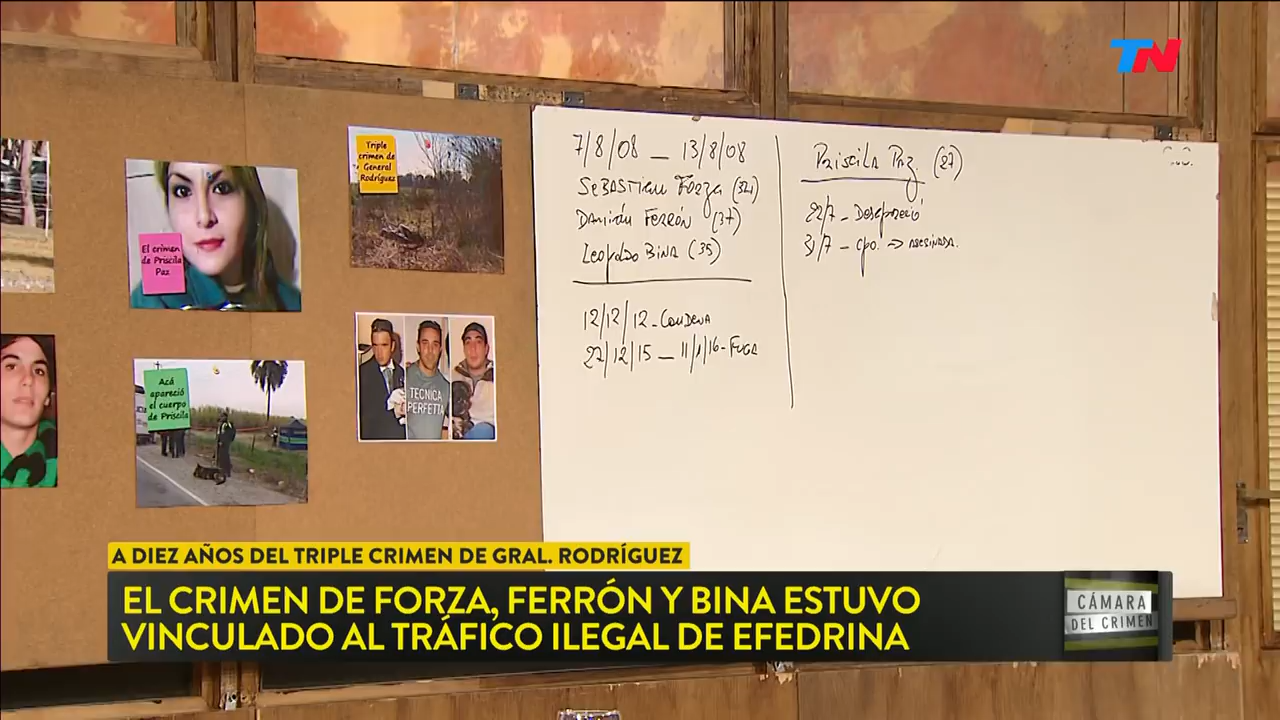 TN
Triple
crimen de
General
Rodríguez
El crimen
de Priscila
Paz
Acá
apareció
el cuerpo
de Priscila
TECNICA
PERFETTA
7/8/08 — 13/8/08
SEBASTIAN FORZA (34)
DAMIÁN FERRÓN (37)
Leopoldo BINA (35)
12/12/12 - CONDENA
27/12/15 — 11/1/16 - FUGA
PRISCILA PAZ (27)
22/7 - Desapareció
31/7 - cpo. → ASESINADA.
A DIEZ AÑOS DEL TRIPLE CRIMEN DE GRAL. RODRÍGUEZ
EL CRIMEN DE FORZA, FERRÓN Y BINA ESTUVO
VINCULADO AL TRÁFICO ILEGAL DE EFEDRINA
CÁMARA
DEL CRIMEN